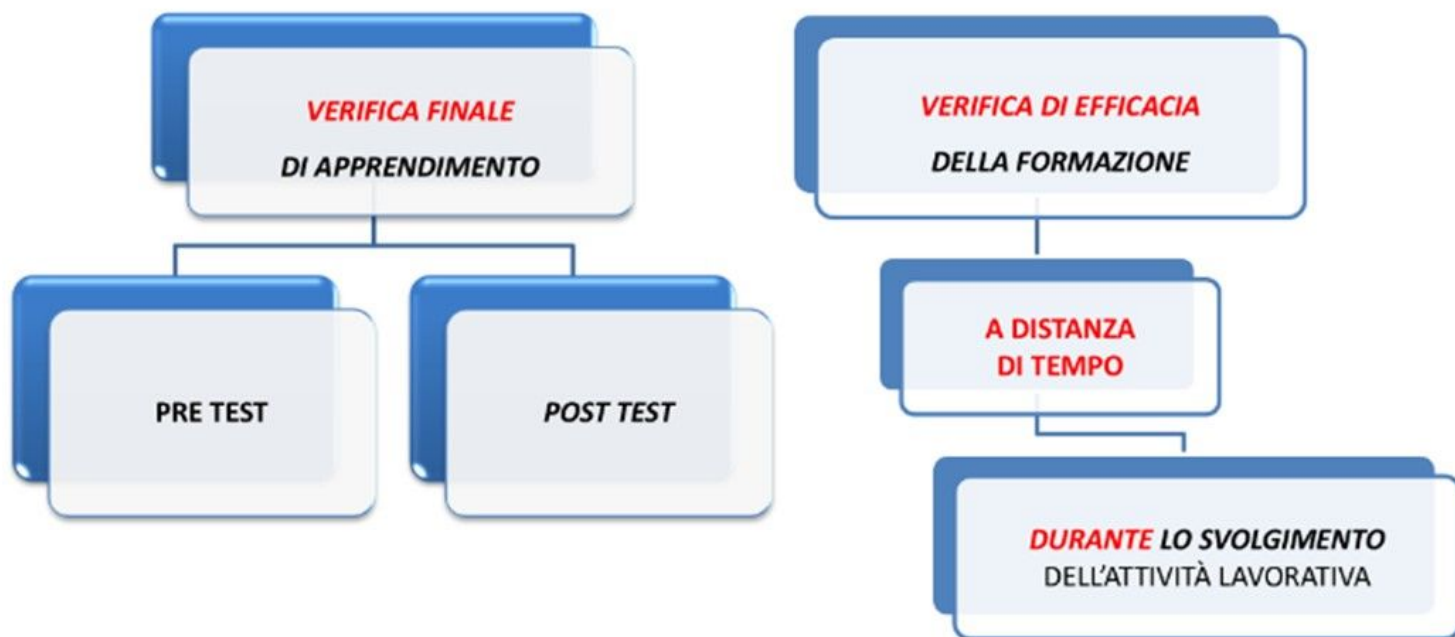 VERIFICA FINALE
DI APPRENDIMENTO
PRE TEST
POST TEST
VERIFICA DI EFFICACIA
DELLA FORMAZIONE
A DISTANZA
DI TEMPO
DURANTE LO SVOLGIMENTO
DELL'ATTIVITÀ LAVORATIVA